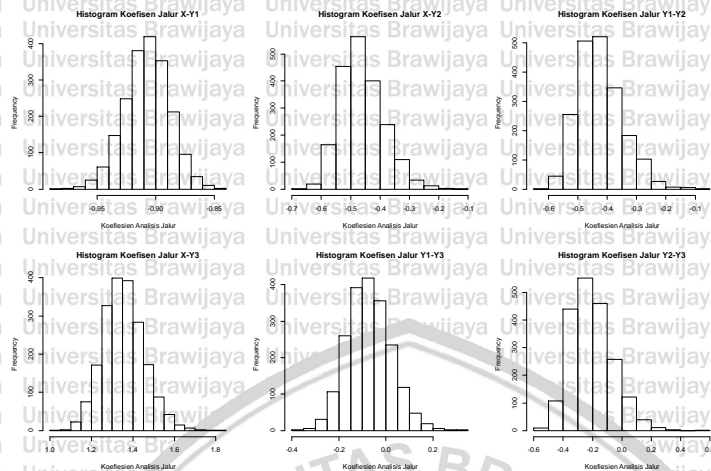 Universitas Brawijaya
Histogram Koefisen Jalur X-Y1
Frequency
0 100 200 300 400
-0.95 -0.90 -0.85
Koefiesien Analisis Jalur
Histogram Koefisen Jalur X-Y2
Frequency
0 100 200 300 400 500
-0.7 -0.6 -0.5 -0.4 -0.3 -0.2 -0.1
Koefiesien Analisis Jalur
Histogram Koefisen Jalur Y1-Y2
Frequency
0 100 200 300 400 500
-0.6 -0.5 -0.4 -0.3 -0.2 -0.1
Koefiesien Analisis Jalur
Histogram Koefisen Jalur X-Y3
Frequency
0 100 200 300 400
1.0 1.2 1.4 1.6 1.8
Koefiesien Analisis Jalur
Histogram Koefisen Jalur Y1-Y3
Frequency
0 100 200 300 400
-0.4 -0.2 0.0 0.2
Koefiesien Analisis Jalur
Histogram Koefisen Jalur Y2-Y3
Frequency
0 100 200 300 400 500
-0.6 -0.4 -0.2 0.0 0.2 0.4 0.6
Koefiesien Analisis Jalur